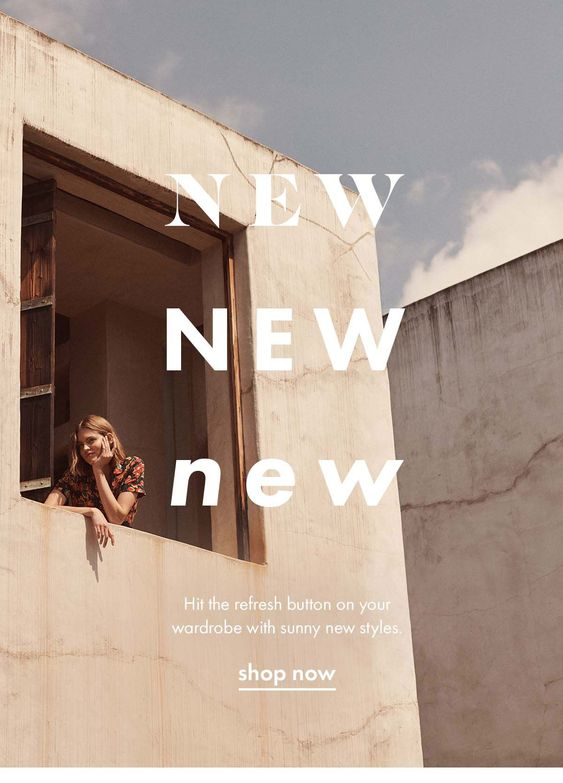 NEW
NEW
new
Hit the refresh button on your
wardrobe with sunny new styles.
shop now